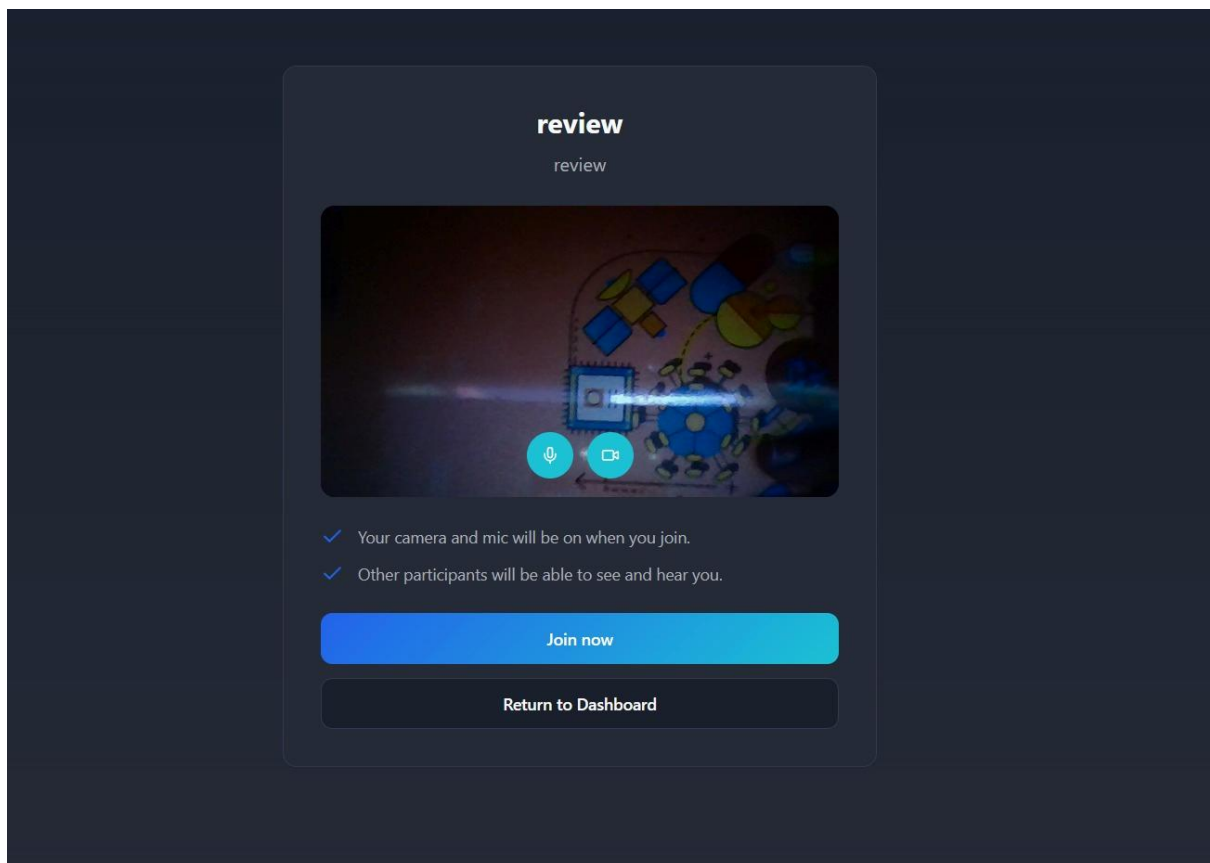 review
review
Your camera and mic will be on when you join.
Other participants will be able to see and hear you.
Join now
Return to Dashboard